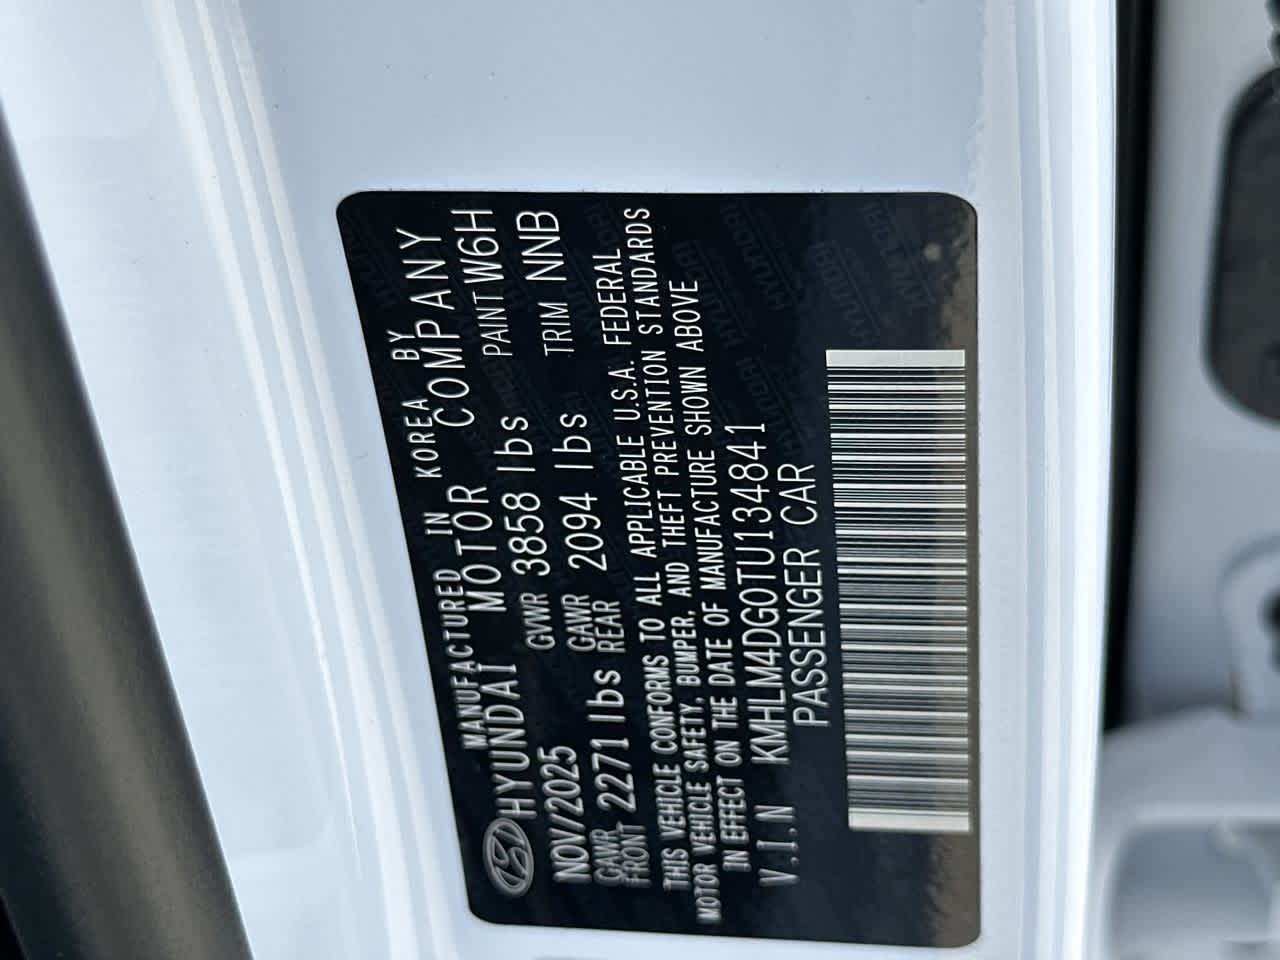 MANUFACTURED IN KOREA BY
HYUNDAI MOTOR COMPANY
NOV/2025 GVWR 3858 lbs PAINT W6H
GAWR FRONT 2271 lbs GAWR REAR 2094 lbs TRIM NNB
THIS VEHICLE CONFORMS TO ALL APPLICABLE U.S.A. FEDERAL
MOTOR VEHICLE SAFETY, BUMPER, AND THEFT PREVENTION STANDARDS
IN EFFECT ON THE DATE OF MANUFACTURE SHOWN ABOVE
V.I.N KMHLM4DG0TU134841
PASSENGER CAR